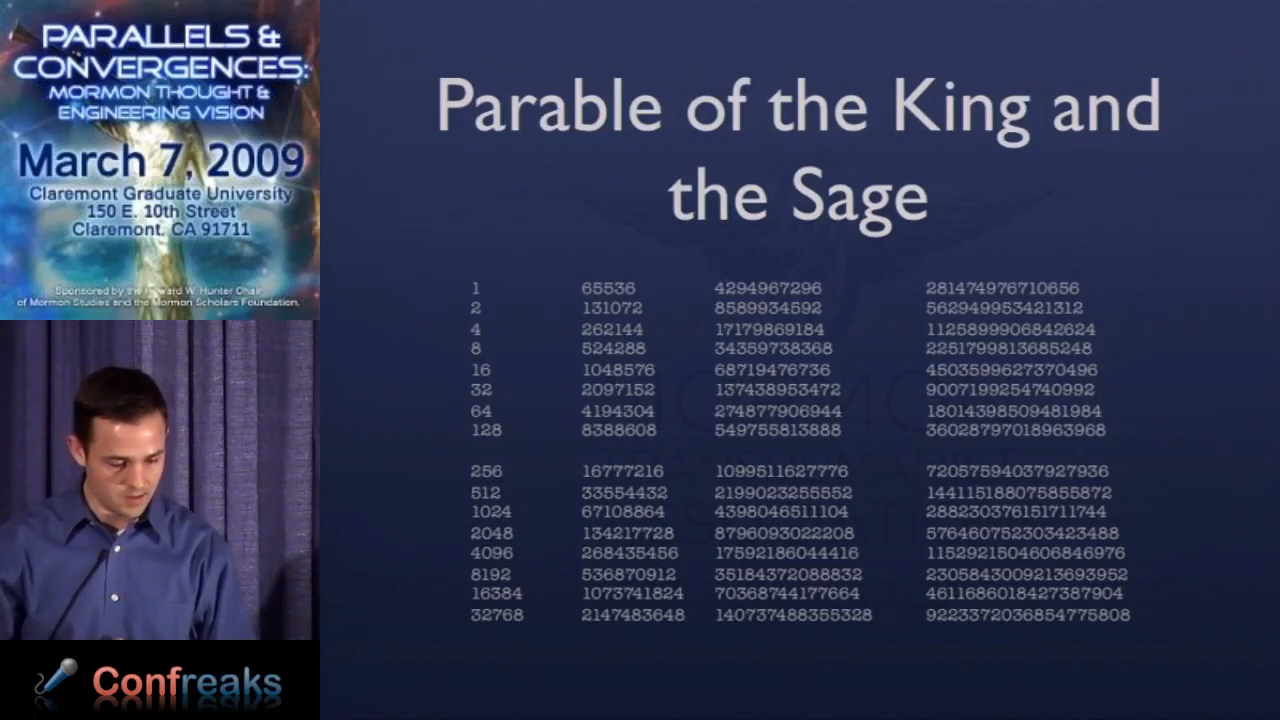 PARALLELS &
CONVERGENCES:
MORMON THOUGHT &
ENGINEERING VISION
March 7, 2009
Claremont Graduate University
150 E. 10th Street
Claremont, CA 91711
Sponsored by the Howard W. Hunter Chair
of Mormon Studies and the Mormon Scholars Foundation.
Confreaks
Parable of the King and
the Sage
1 65536 4294967296 281474976710656
2 131072 8589934592 562949953421312
4 262144 17179869184 1125899906842624
8 524288 34359738368 2251799813685248
16 1048576 68719476736 4503599627370496
32 2097152 137438953472 9007199254740992
64 4194304 274877906944 18014398509481984
128 8388608 549755813888 36028797018963968
256 16777216 1099511627776 72057594037927936
512 33554432 2199023255552 144115188075855872
1024 67108864 4398046511104 288230376151711744
2048 134217728 8796093022208 576460752303423488
4096 268435456 17592186044416 1152921504606846976
8192 536870912 35184372088832 2305843009213693952
16384 1073741824 70368744177664 4611686018427387904
32768 2147483648 140737488355328 9223372036854775808